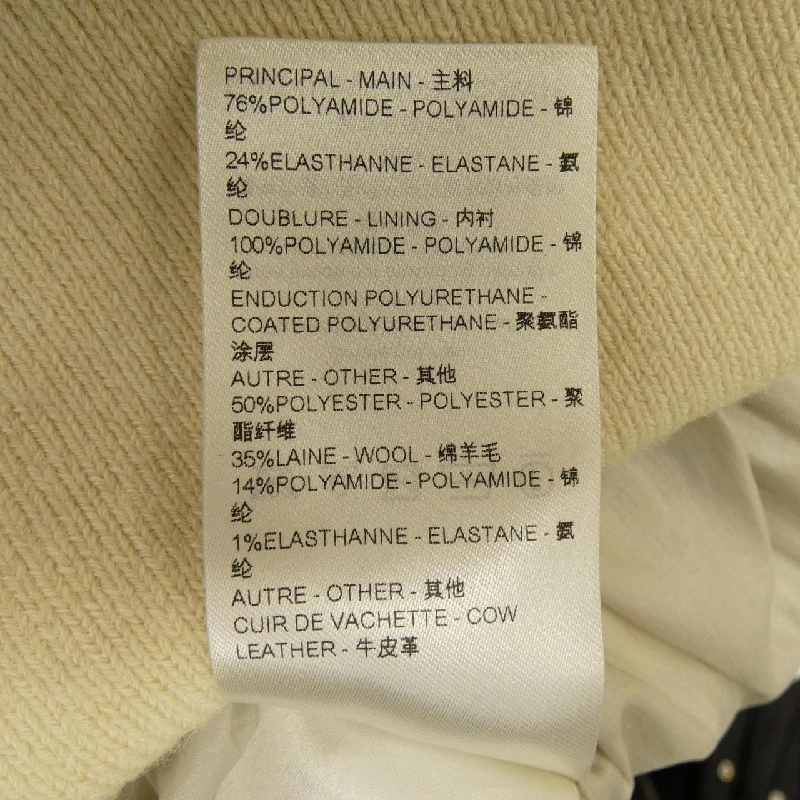 PRINCIPAL - MAIN - 主料
76%POLYAMIDE - POLYAMIDE - 锦
纶
24%ELASTHANNE - ELASTANE - 氨
纶
DOUBLURE - LINING - 内衬
100%POLYAMIDE - POLYAMIDE - 锦
纶
ENDUCTION POLYURETHANE -
COATED POLYURETHANE - 聚氨酯
涂层
AUTRE - OTHER - 其他
50%POLYESTER - POLYESTER - 聚
酯纤维
35%LAINE - WOOL - 绵羊毛
14%POLYAMIDE - POLYAMIDE - 锦
纶
1%ELASTHANNE - ELASTANE - 氨
纶
AUTRE - OTHER - 其他
CUIR DE VACHETTE - COW
LEATHER - 牛皮革